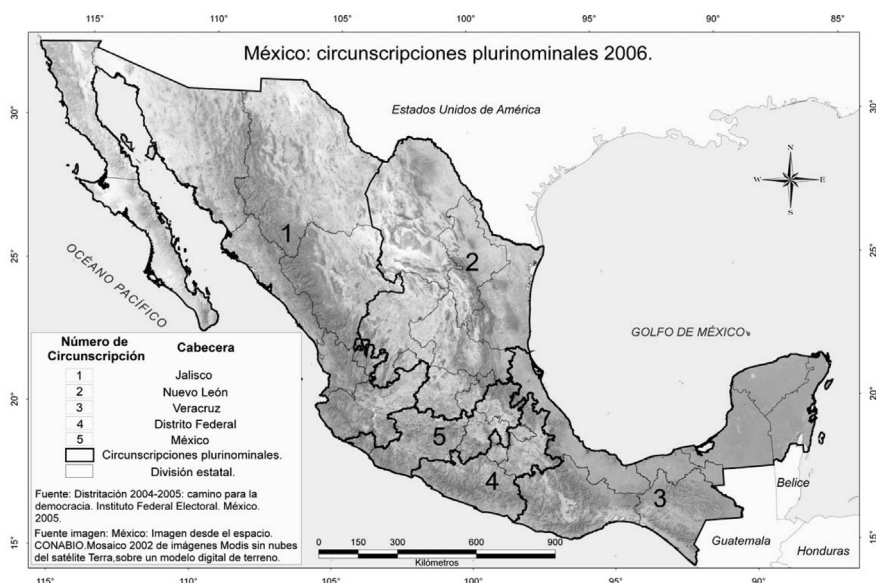 115° 110° 105° 100° 95° 90° 85°
México: circunscripciones plurinominales 2006.
Estados Unidos de América
30° 30°
N
W E
S
1
2
25° 25°
OCÉANO PACÍFICO
GOLFO DE MÉXICO
Número de Circunscripción Cabecera
1 Jalisco
2 Nuevo León
3 Veracruz
4 Distrito Federal
5 México
Circunscripciones plurinominales.
División estatal.
20° 20°
5
4
3
Belice
Guatemala
Honduras
Fuente: Distritación 2004-2005: camino para la
democracia. Instituto Federal Electoral. México.
2005.
Fuente imagen: México: Imagen desde el espacio.
CONABIO.Mosaico 2002 de imágenes Modis sin nubes
del satélite Terra,sobre un modelo digital de terreno.
15° 15°
0 150 300 600 900
Kilómetros
110° 105° 100° 95° 90°